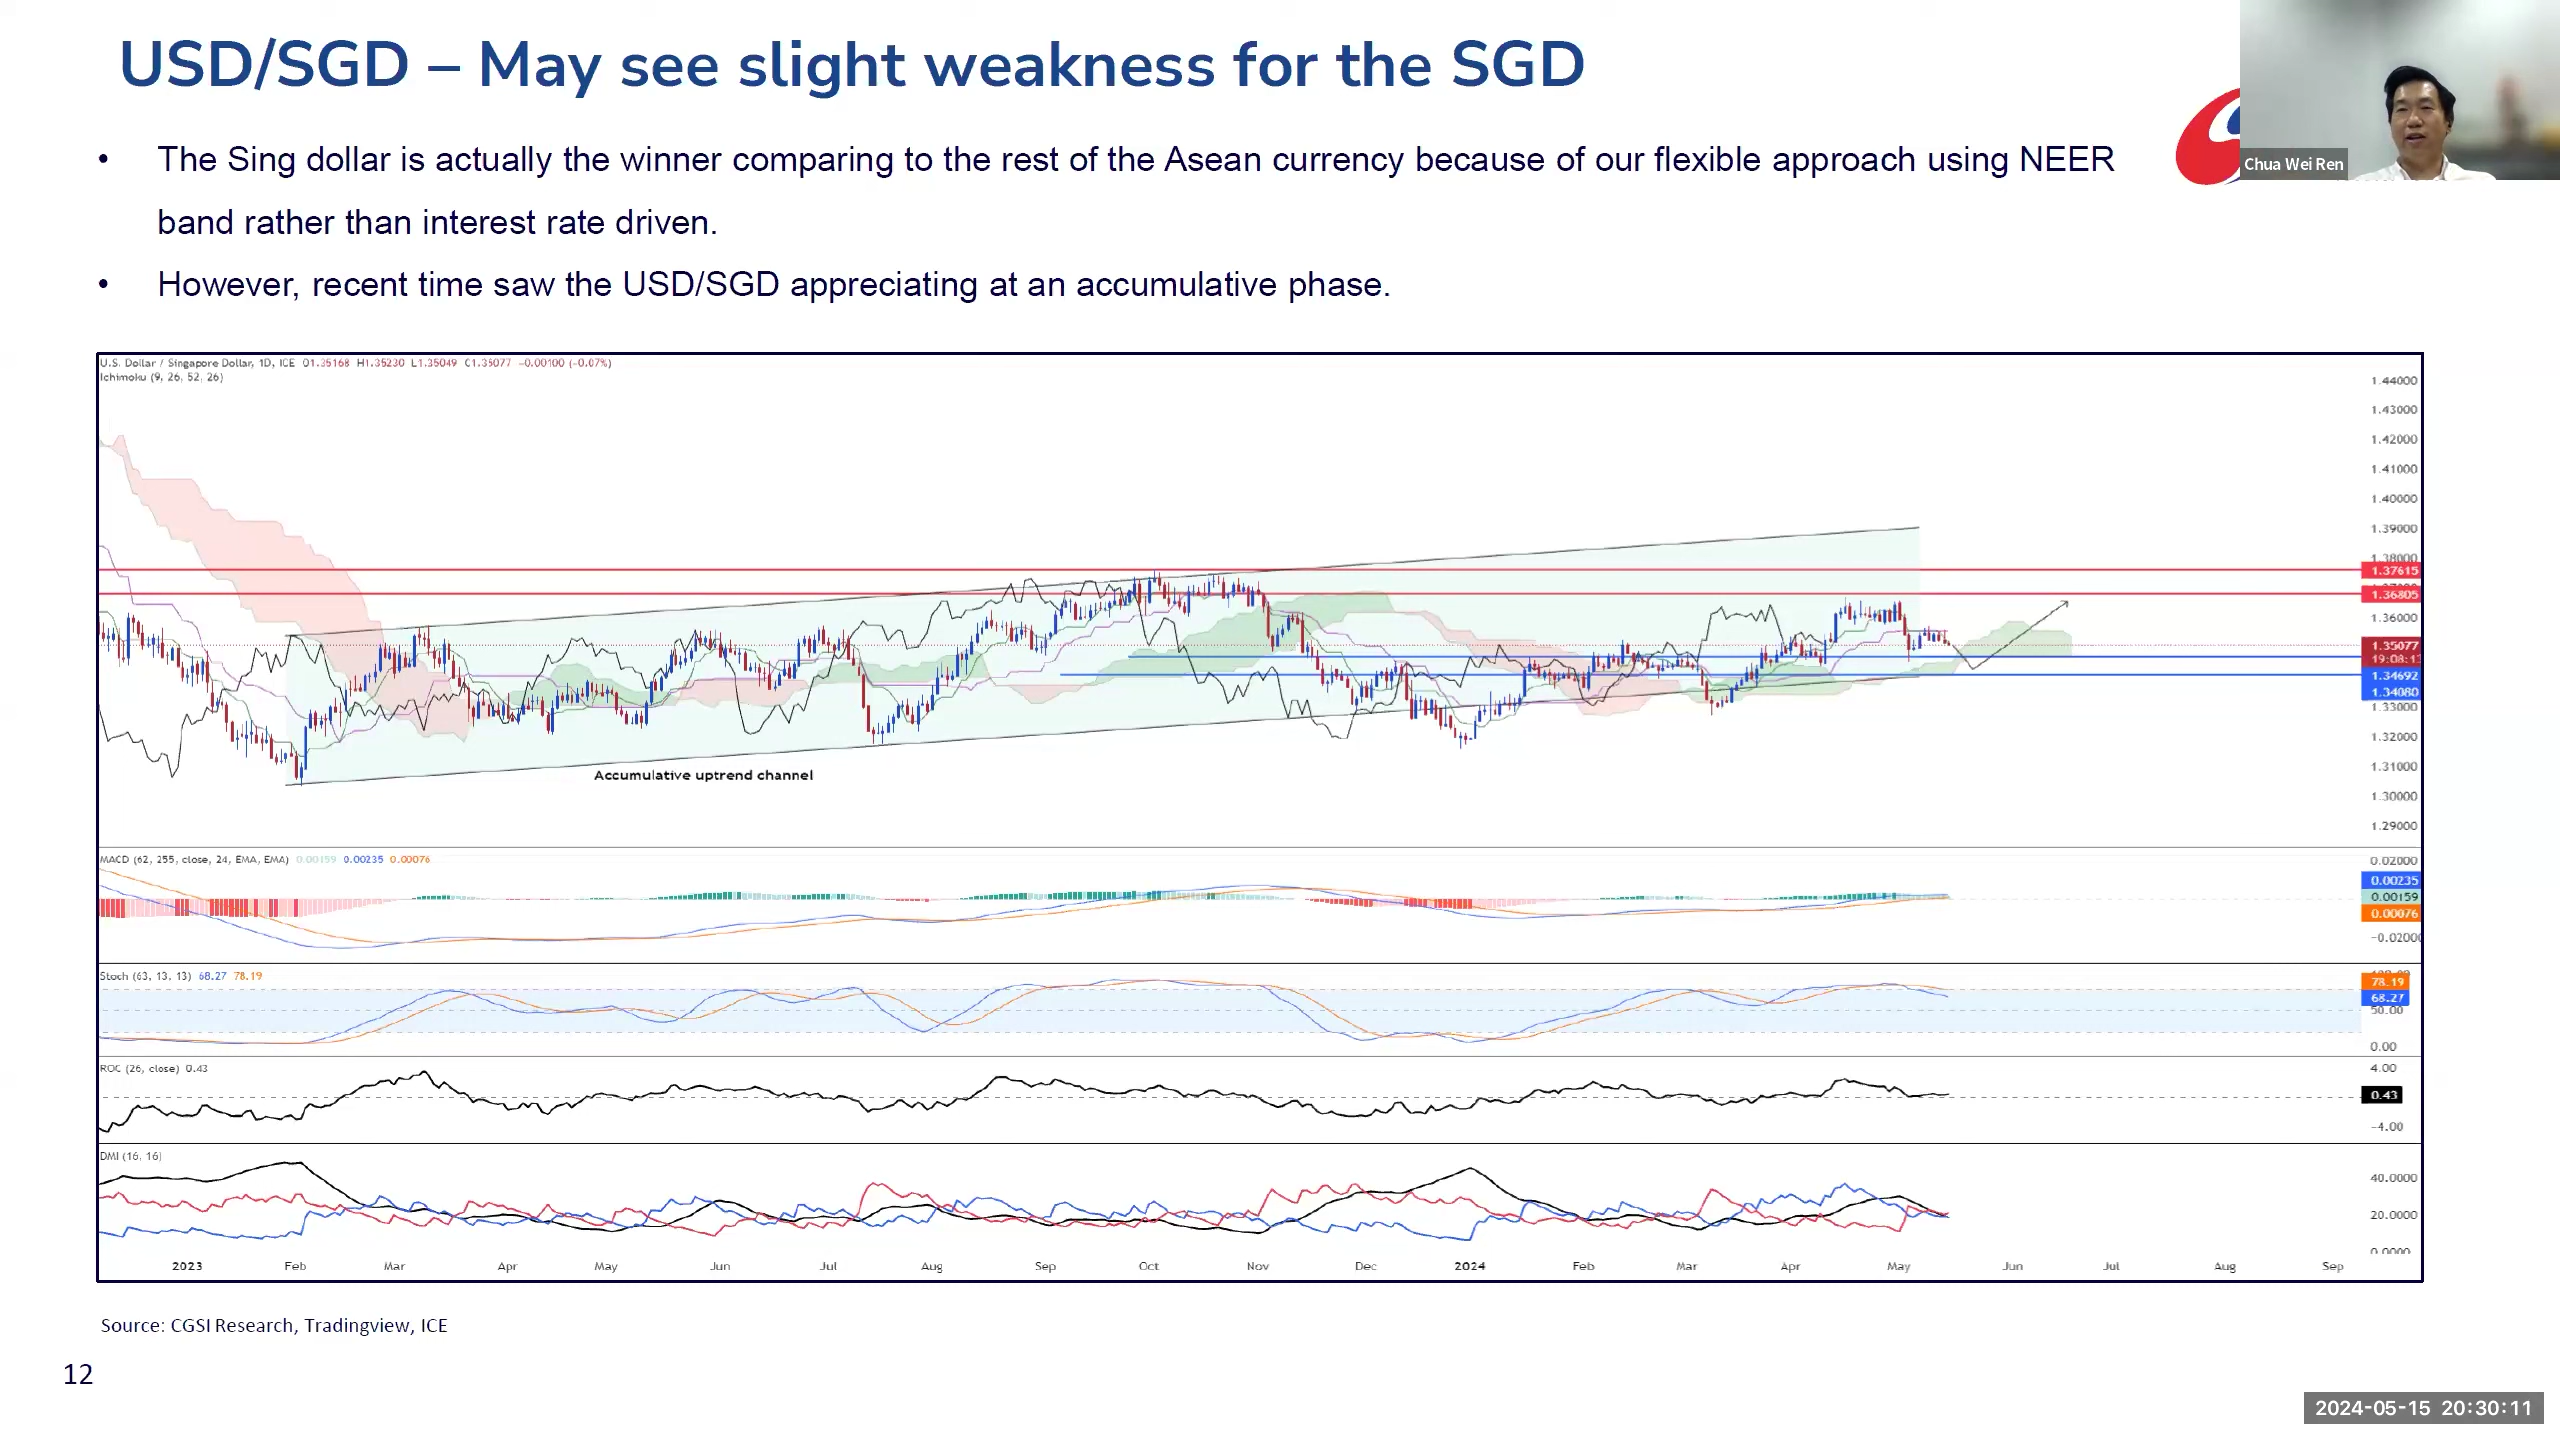 USD/SGD – May see slight weakness for the SGD
• The Sing dollar is actually the winner comparing to the rest of the Asean currency because of our flexible approach using NEER
band rather than interest rate driven.
• However, recent time saw the USD/SGD appreciating at an accumulative phase.
Chua Wei Ren
U.S. Dollar / Singapore Dollar, 1D, ICE O1.35168 H1.35230 L1.35049 C1.35077 −0.00100 (−0.07%)
Ichimoku (9, 26, 52, 26)
1.44000
1.43000
1.42000
1.41000
1.40000
1.39000
1.38000
1.37615
1.36805
1.36000
1.35077
1.34692
1.34080
1.33000
1.32000
1.31000
1.30000
1.29000
Accumulative uptrend channel
MACD (62, 255, close, 24, EMA, EMA) 0.00159 0.00235 0.00076
0.02000
0.00235
0.00159
0.00076
Stoch (63, 13, 13) 68.27 78.19
78.19
68.27
50.00
0.00
ROC (26, close) 0.43
4.00
0.43
−4.00
DMI (16, 16)
40.0000
20.0000
0.0000
2023 Feb Mar Apr May Jun Jul Aug Sep Oct Nov Dec 2024 Feb Mar Apr May Jun Jul Aug Sep
Source: CGSI Research, Tradingview, ICE
12
2024-05-15 20:30:11